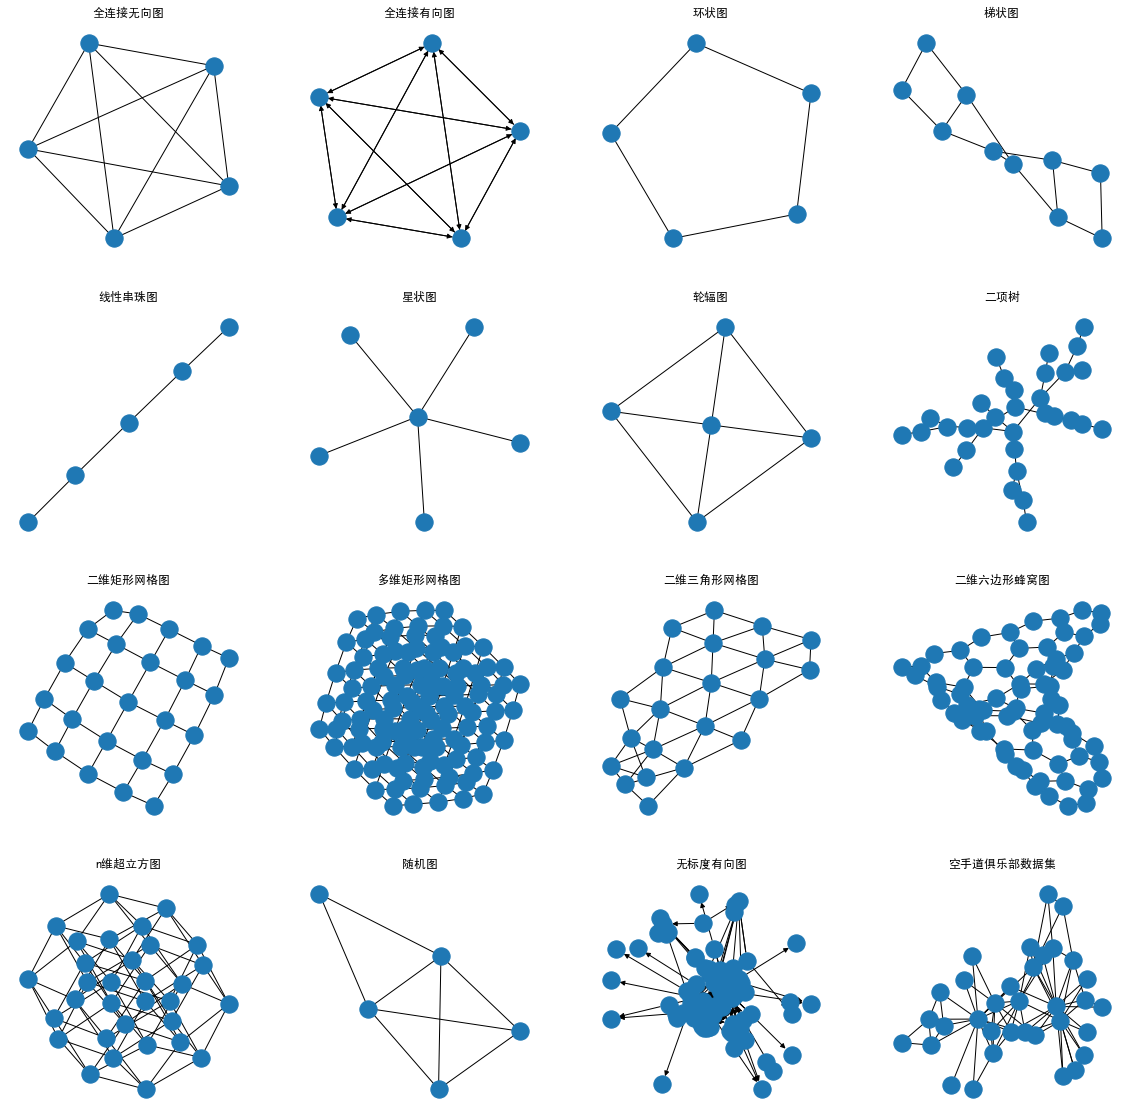 全连接无向图
全连接有向图
环状图
梯状图
线性串珠图
星状图
轮辐图
二项树
二维矩形网格图
多维矩形网格图
二维三角形网格图
二维六边形蜂窝图
n维超立方图
随机图
无标度有向图
空手道俱乐部数据集